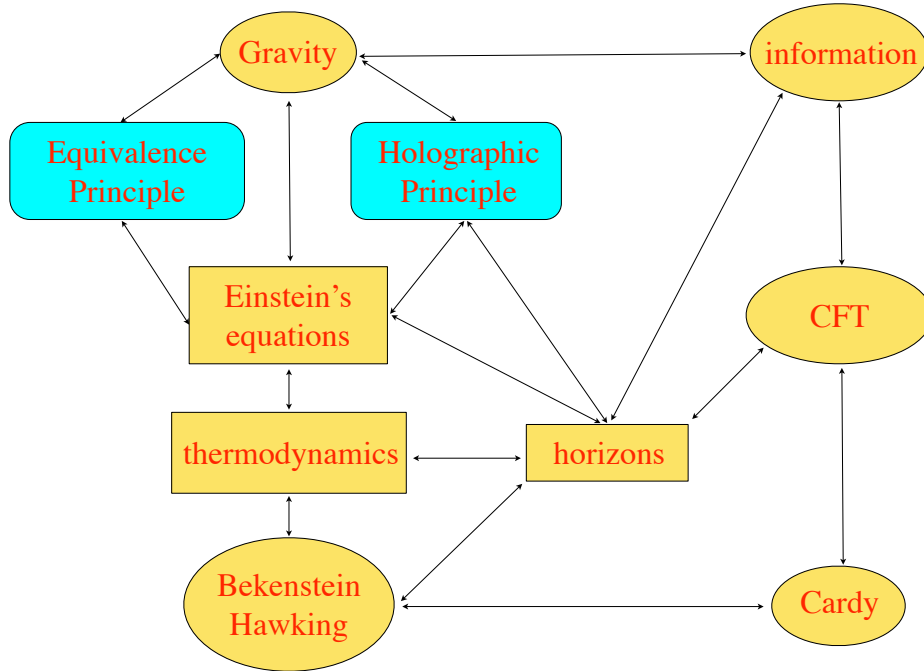 Gravity
information
Equivalence
Principle
Holographic
Principle
Einstein’s
equations
CFT
thermodynamics
horizons
Bekenstein
Hawking
Cardy